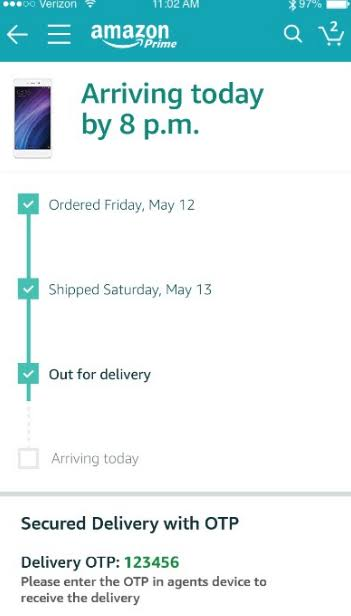 Verizon 11:02 AM 97%
amazon
Prime
2
Arriving today
by 8 p.m.
Ordered Friday, May 12
Shipped Saturday, May 13
Out for delivery
Arriving today
Secured Delivery with OTP
Delivery OTP: 123456
Please enter the OTP in agents device to
receive the delivery